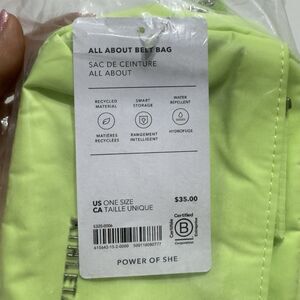 ALL ABOUT BELT BAG
SAC DE CEINTURE
ALL ABOUT
RECYCLED
MATERIAL
SMART
STORAGE
WATER
REPELLENT
MATIÈRES
RECYCLÉES
RANGEMENT
INTELLIGENT
HYDROFUGE
US ONE SIZE
CA TAILLE UNIQUE
$35.00
Certified
B
Corporation
POWER OF SHE